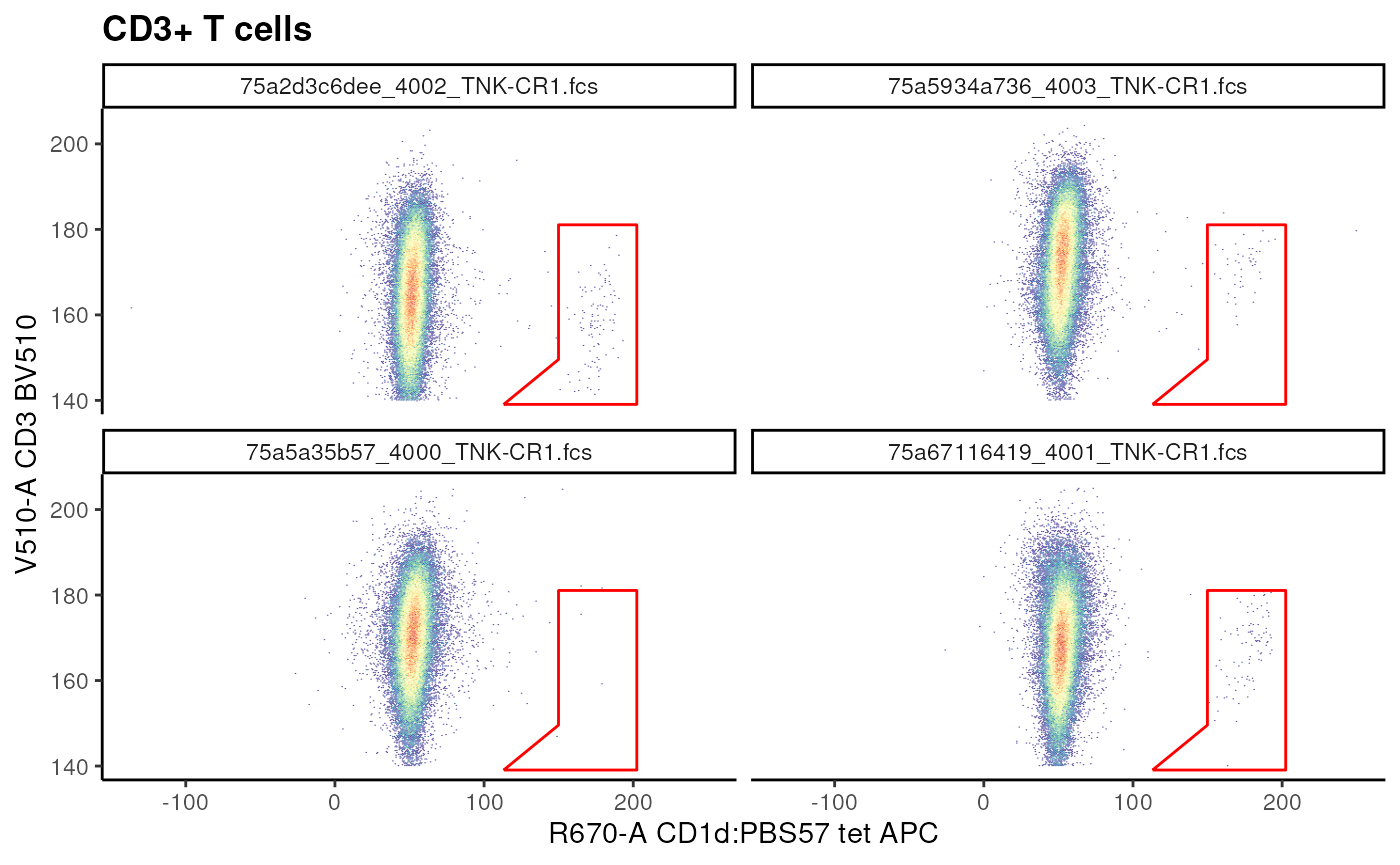 CD3+ T cells
75a2d3c6dee_4002_TNK-CR1.fcs
75a5934a736_4003_TNK-CR1.fcs
200
180
160
140
75a5a35b57_4000_TNK-CR1.fcs
75a67116419_4001_TNK-CR1.fcs
200
180
160
140
V510-A CD3 BV510
-100
0
100
200
-100
0
100
200
R670-A CD1d:PBS57 tet APC